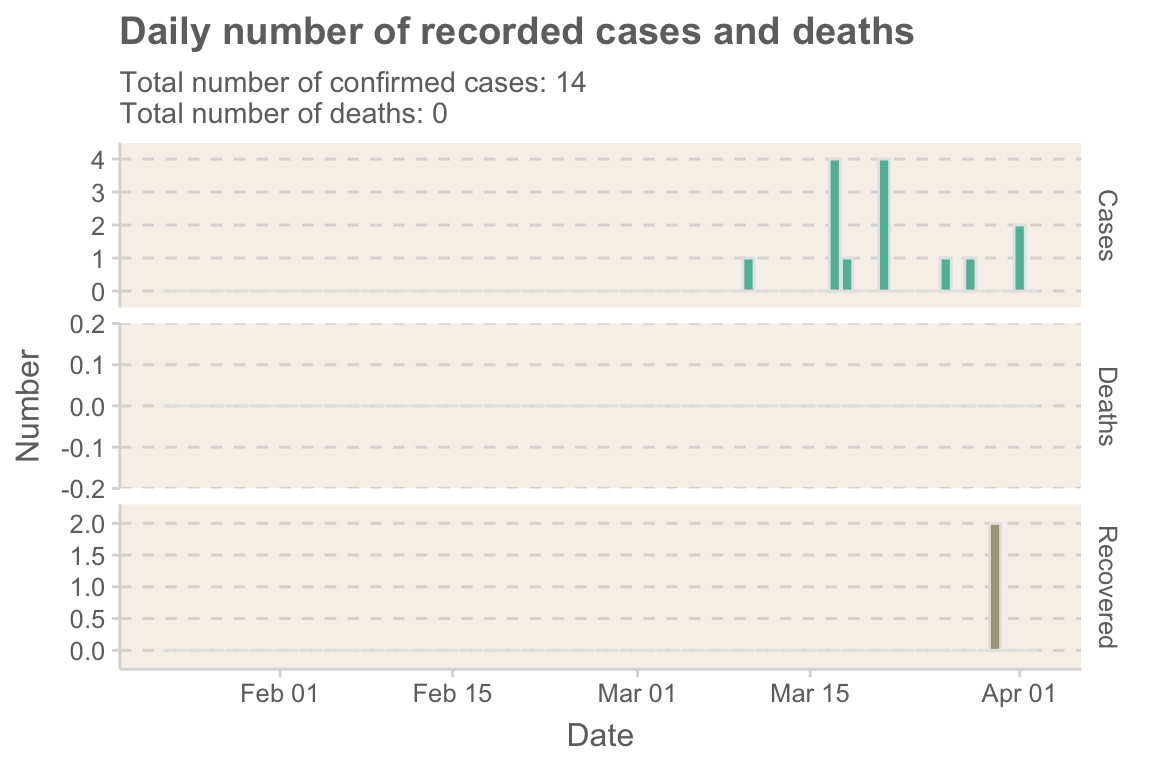 Daily number of recorded cases and deaths
Total number of confirmed cases: 14
Total number of deaths: 0
4
3
2
1
0
Cases
0.2
0.1
0.0
-0.1
-0.2
Deaths
2.0
1.5
1.0
0.5
0.0
Recovered
Number
Feb 01
Feb 15
Mar 01
Mar 15
Apr 01
Date